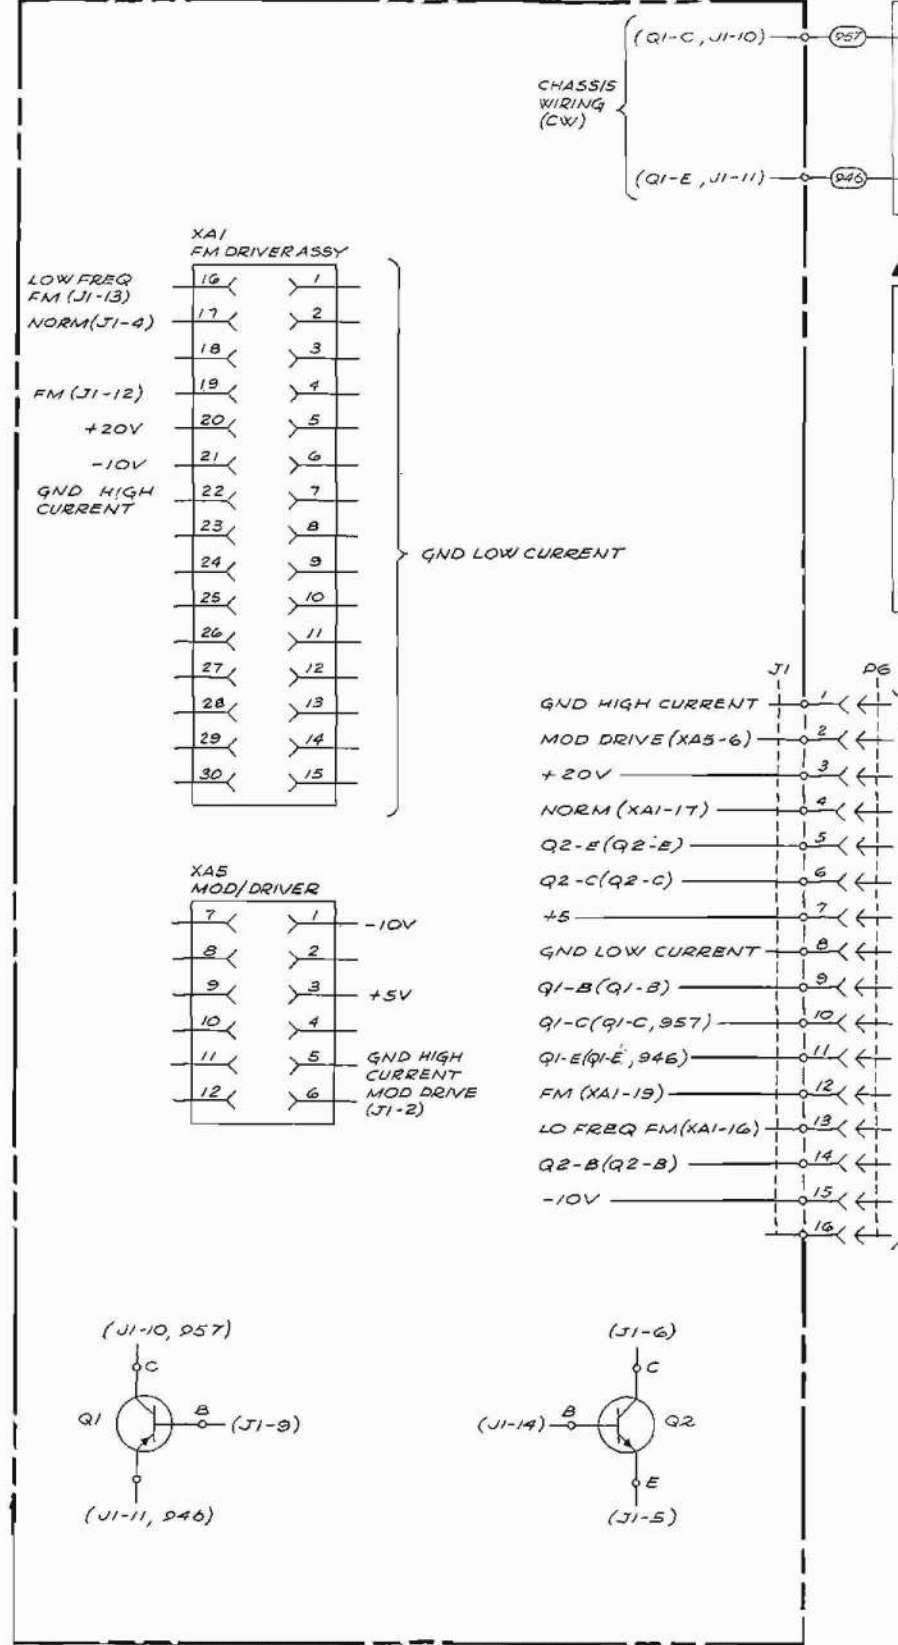 (Q1-C, J1-10) 957
CHASSIS
WIRING
(CW)
(Q1-E, J1-11) 946
XA1
FM DRIVER ASSY
LOW FREQ
FM (J1-13)
16 1
NORM (J1-4) 17 2
18 3
FM (J1-12) 19 4
+20V 20 5
-10V 21 6
GND HIGH
CURRENT
22 7
23 8
24 9
GND LOW CURRENT
25 10
26 11
27 12
28 13
29 14
30 15
J1 P6
GND HIGH CURRENT 1
MOD DRIVE (XA5-6) 2
+20V 3
NORM (XA1-17) 4
Q2-E (Q2-E) 5
Q2-C (Q2-C) 6
+5 7
GND LOW CURRENT 8
Q1-B (Q1-B) 9
Q1-C (Q1-C, 957) 10
Q1-E (Q1-E, 946) 11
FM (XA1-19) 12
LO FREQ FM (XA1-16) 13
Q2-B (Q2-B) 14
-10V 15
16
XA5
MOD/DRIVER
7 1 -10V
8 2
9 3 +5V
10 4
11 5 GND HIGH
CURRENT
12 6 MOD DRIVE
(J1-2)
(J1-10, 957)
C
Q1 B (J1-9)
(J1-11, 946)
(J1-6)
C
(J1-14) B Q2
E
(J1-5)